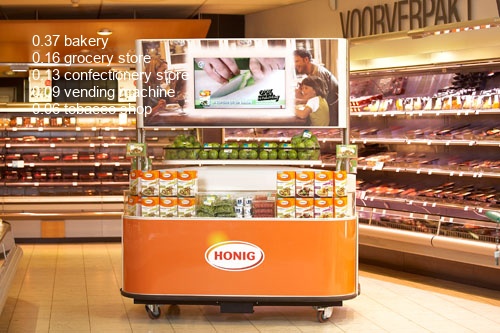 VOORVERPAKT
0.37 bakery
0.16 grocery store
0.13 confectionery store
0.09 vending machine
0.06 tobacco shop
HONIG